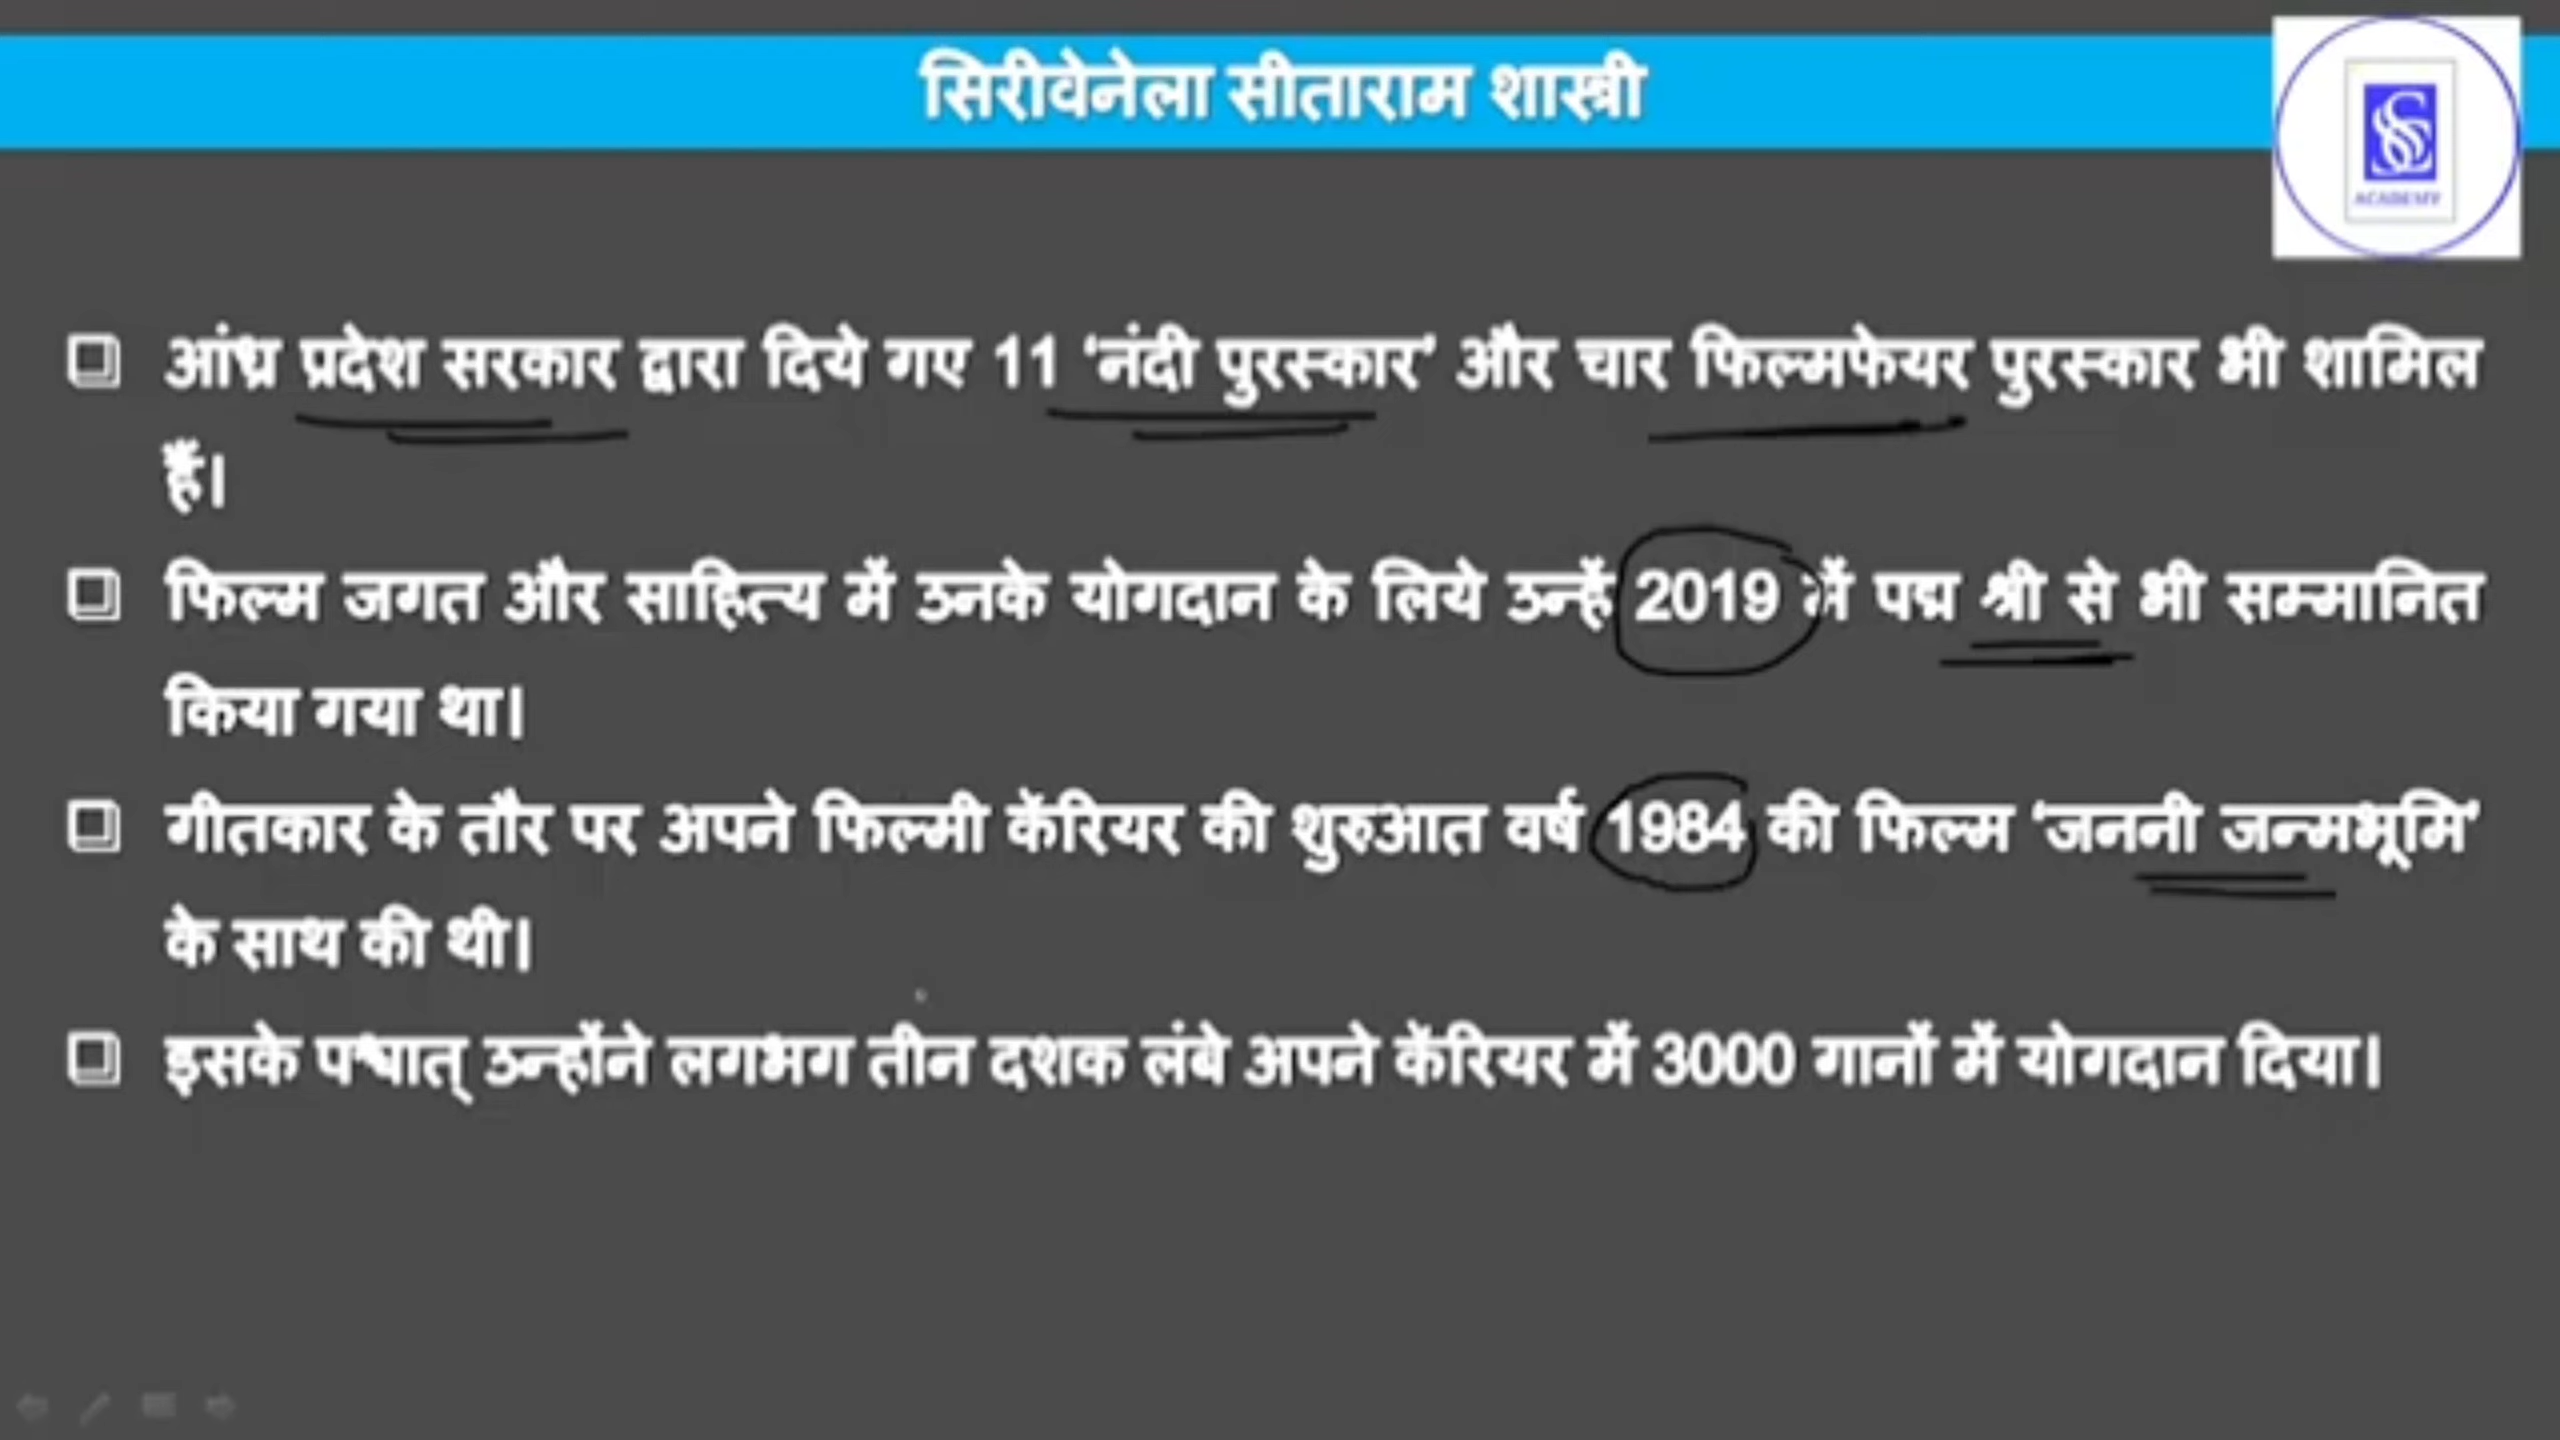 सिरीवेनेला सीताराम शास्त्री
ACADEMY
आंध्र प्रदेश सरकार द्वारा दिये गए 11 ‘नंदी पुरस्कार’ और चार फिल्मफेयर पुरस्कार भी शामिल
हैं।
फिल्म जगत और साहित्य में उनके योगदान के लिये उन्हें 2019 में पद्म श्री से भी सम्मानित
किया गया था।
गीतकार के तौर पर अपने फिल्मी कॅरियर की शुरुआत वर्ष 1984 की फिल्म ‘जननी जन्मभूमि’
के साथ की थी।
इसके पश्चात् उन्होंने लगभग तीन दशक लंबे अपने कॅरियर में 3000 गानों में योगदान दिया।